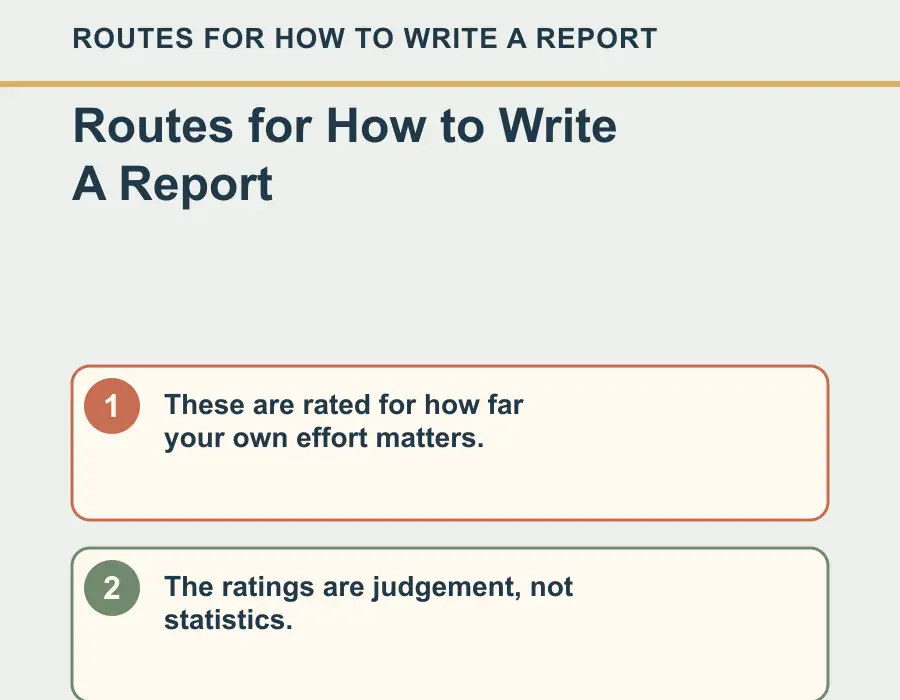 ROUTES FOR HOW TO WRITE A REPORT
Routes for How to Write
A Report
1
These are rated for how far
your own effort matters.
2
The ratings are judgement, not
statistics.